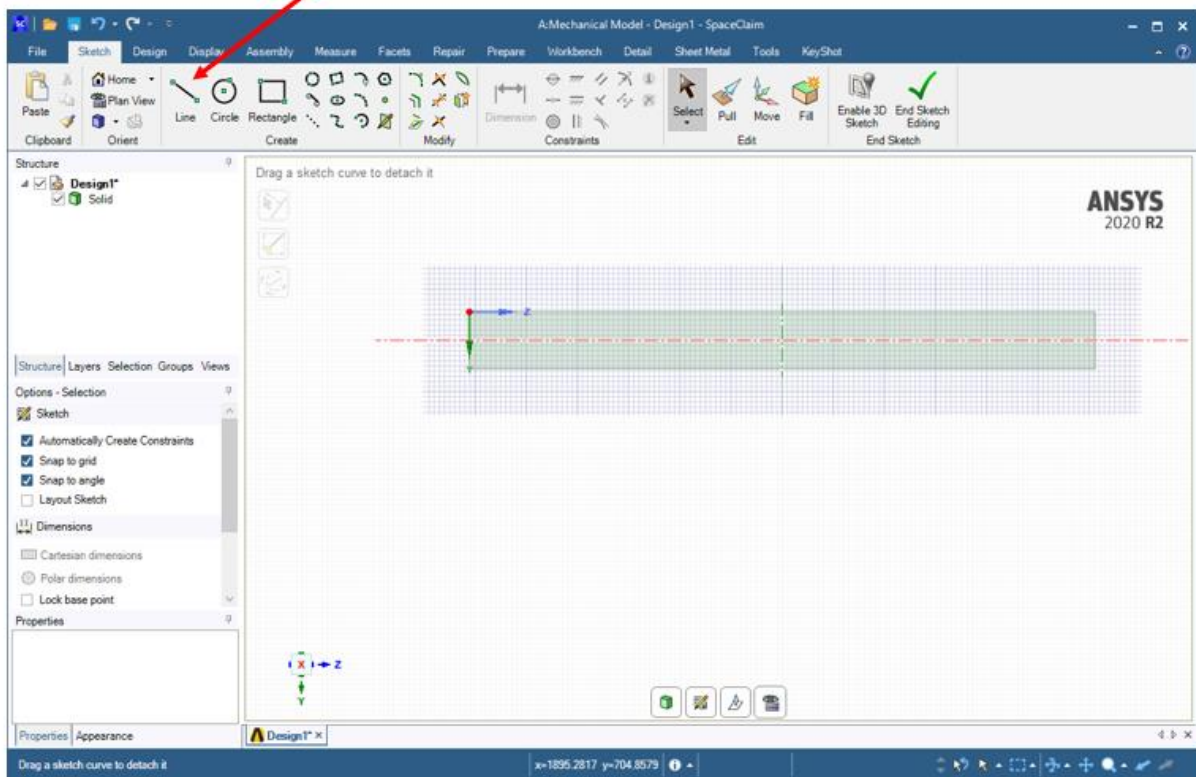 A:Mechanical Model - Design1 - SpaceClaim
File Sketch Design Display Assembly Measure Facets Repair Prepare Workbench Detail Sheet Metal Tools KeyShot
Paste
Home
Plan View
Line Circle Rectangle
Dimension
Select Pull Move Fill
Enable 3D Sketch
End Sketch Editing
Clipboard Orient Create Modify Constraints Edit End Sketch
Structure
Design1*
Solid
Structure Layers Selection Groups Views
Options - Selection
Sketch
Automatically Create Constraints
Snap to grid
Snap to angle
Layout Sketch
Dimensions
Cartesian dimensions
Polar dimensions
Lock base point
Properties
Properties Appearance
Drag a sketch curve to detach it
ANSYS
2020 R2
Z
Y
X Z
Y
Design1*
Drag a sketch curve to detach it
x=1895.2817 y=704.8579